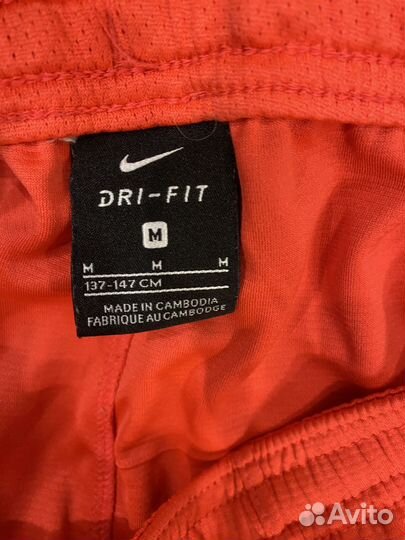 DRI-FIT
M
M M M
137-147 CM
MADE IN CAMBODIA
FABRIQUE AU CAMBODGE
Avito